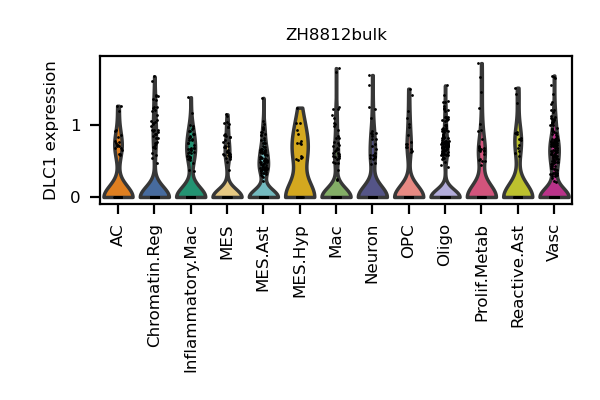 ZH8812bulk
DLC1 expression
1
0
AC
Chromatin.Reg
Inflammatory.Mac
MES
MES.Ast
MES.Hyp
Mac
Neuron
OPC
Oligo
Prolif.Metab
Reactive.Ast
Vasc